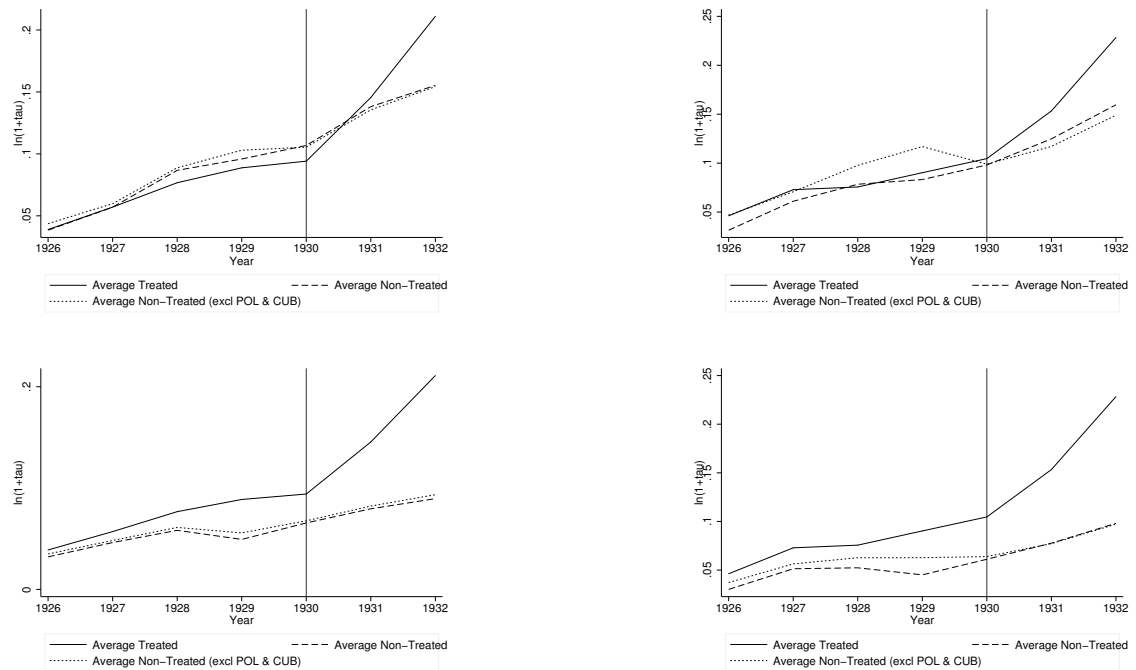 .2
.15
ln(1+tau)
.1
.05
1926 1927 1928 1929 1930 1931 1932
Year
Average Treated Average Non−Treated
Average Non−Treated (excl POL & CUB)
.25
.2
.15
ln(1+tau)
.1
.05
1926 1927 1928 1929 1930 1931 1932
Year
Average Treated Average Non−Treated
Average Non−Treated (excl POL & CUB)
.2
ln(1+tau)
0
1926 1927 1928 1929 1930 1931 1932
Year
Average Treated Average Non−Treated
Average Non−Treated (excl POL & CUB)
.25
.2
.15
ln(1+tau)
.1
.05
1926 1927 1928 1929 1930 1931 1932
Year
Average Treated Average Non−Treated
Average Non−Treated (excl POL & CUB)